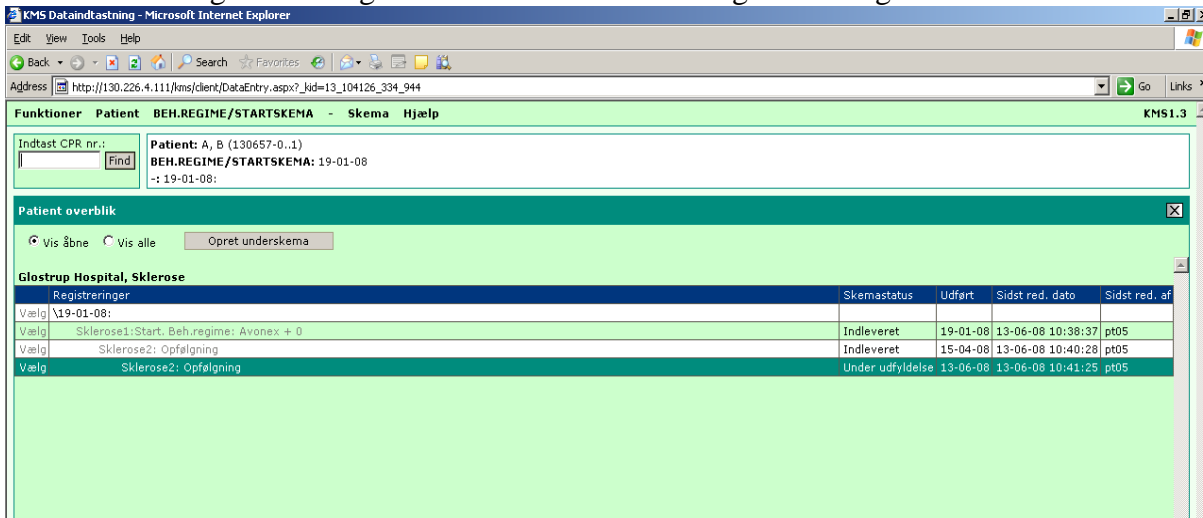 KMS Dataindtastning - Microsoft Internet Explorer
Edit View Tools Help
Back Search Favorites
Address http://130.226.4.111/kms/client/DataEntry.aspx?_kid=13_104126_334_944 Go Links
Funktioner Patient BEH.REGIME/STARTSKEMA - Skema Hjælp KMS1.3
Indtast CPR nr.: Find
Patient: A, B (130657-0..1)
BEH.REGIME/STARTSKEMA: 19-01-08
-: 19-01-08:
Patient overblik
Vis åbne Vis alle Opret underskema
Glostrup Hospital, Sklerose
Registreringer Skemastatus Udført Sidst red. dato Sidst red. af
Vælg \19-01-08:
Vælg Sklerose1:Start. Beh.regime: Avonex + 0 Indleveret 19-01-08 13-06-08 10:38:37 pt05
Vælg Sklerose2: Opfølgning Indleveret 15-04-08 13-06-08 10:40:28 pt05
Vælg Sklerose2: Opfølgning Under udfyldelse 13-06-08 13-06-08 10:41:25 pt05